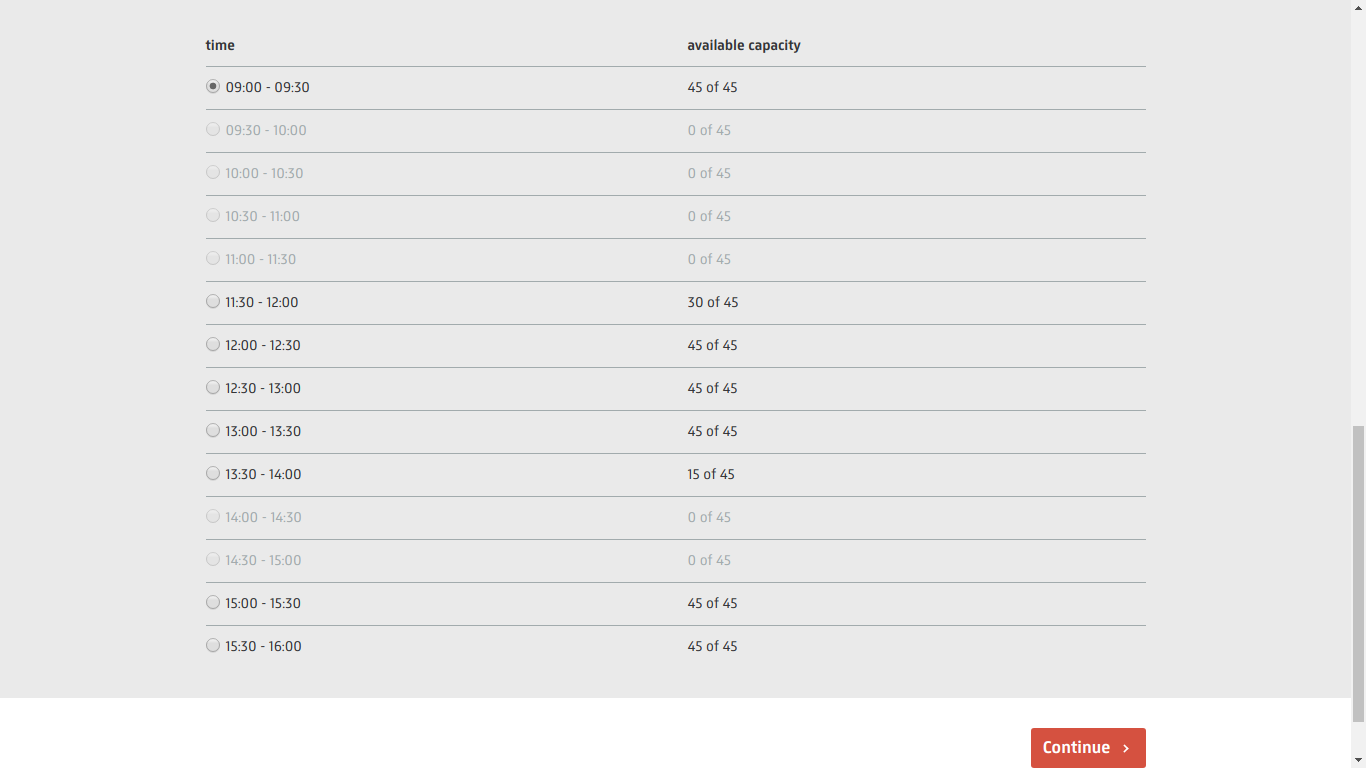 time available capacity
09:00 - 09:30 45 of 45
09:30 - 10:00 0 of 45
10:00 - 10:30 0 of 45
10:30 - 11:00 0 of 45
11:00 - 11:30 0 of 45
11:30 - 12:00 30 of 45
12:00 - 12:30 45 of 45
12:30 - 13:00 45 of 45
13:00 - 13:30 45 of 45
13:30 - 14:00 15 of 45
14:00 - 14:30 0 of 45
14:30 - 15:00 0 of 45
15:00 - 15:30 45 of 45
15:30 - 16:00 45 of 45
Continue ›